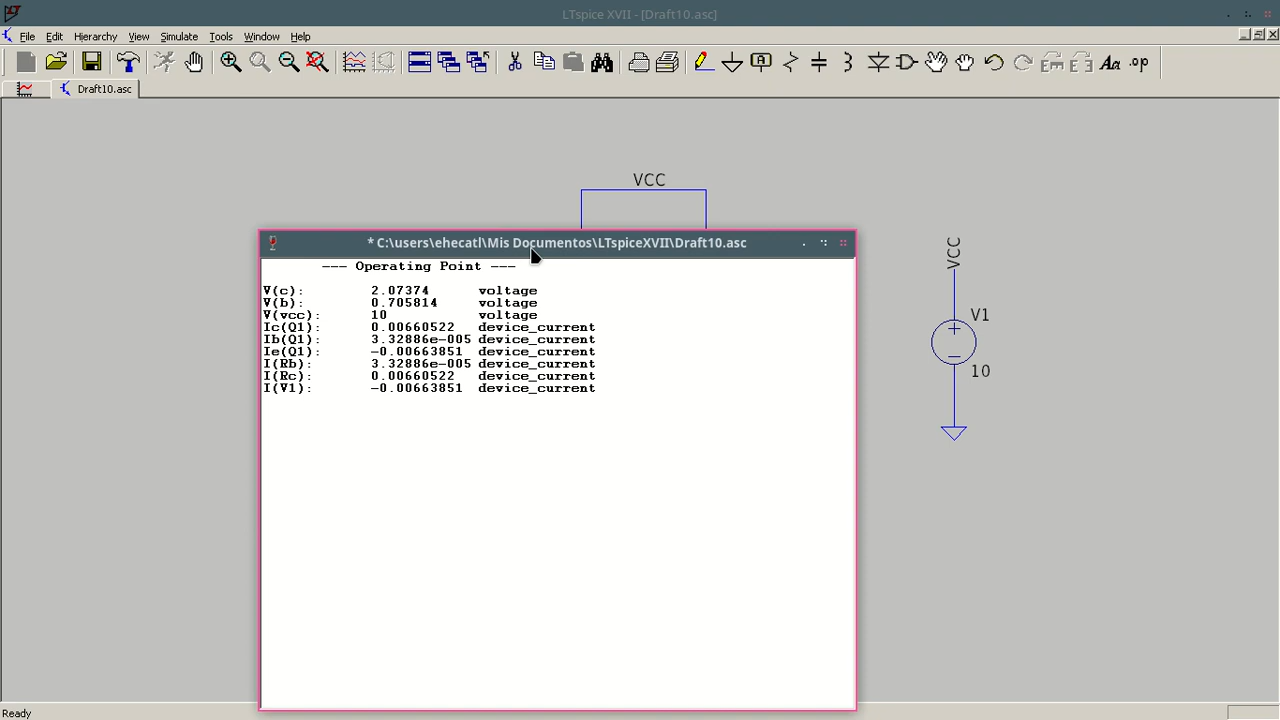 LTspice XVII - [Draft10.asc]
File Edit Hierarchy View Simulate Tools Window Help
Aa .op
Draft10.asc
VCC
* C:\users\ehecatl\Mis Documentos\LTspiceXVII\Draft10.asc
--- Operating Point ---
V(c): 2.07374 voltage
V(b): 0.705814 voltage
V(vcc): 10 voltage
Ic(Q1): 0.00660522 device_current
Ib(Q1): 3.32886e-005 device_current
Ie(Q1): -0.00663851 device_current
I(Rb): 3.32886e-005 device_current
I(Rc): 0.00660522 device_current
I(V1): -0.00663851 device_current
VCC
V1
10
Ready